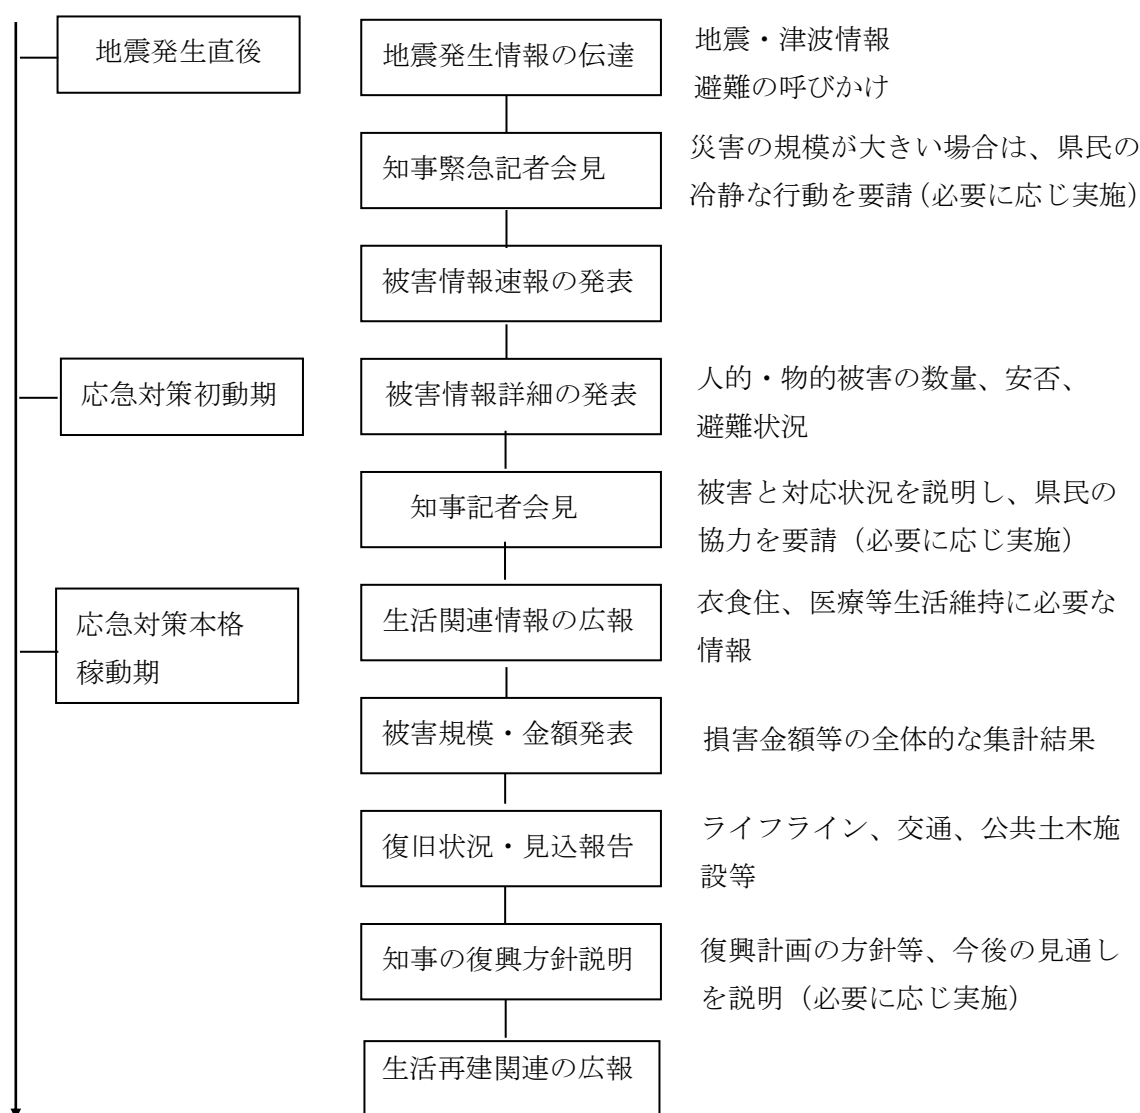 地震発生直後
地震発生情報の伝達
地震・津波情報
避難の呼びかけ
知事緊急記者会見
災害の規模が大きい場合は、県民の
冷静な行動を要請（必要に応じ実施）
被害情報速報の発表
応急対策初動期
被害情報詳細の発表
人的・物的被害の数量、安否、
避難状況
知事記者会見
被害と対応状況を説明し、県民の
協力を要請（必要に応じ実施）
応急対策本格
稼動期
生活関連情報の広報
衣食住、医療等生活維持に必要な
情報
被害規模・金額発表
損害金額等の全体的な集計結果
復旧状況・見込報告
ライフライン、交通、公共土木施
設等
知事の復興方針説明
復興計画の方針等、今後の見通し
を説明（必要に応じ実施）
生活再建関連の広報